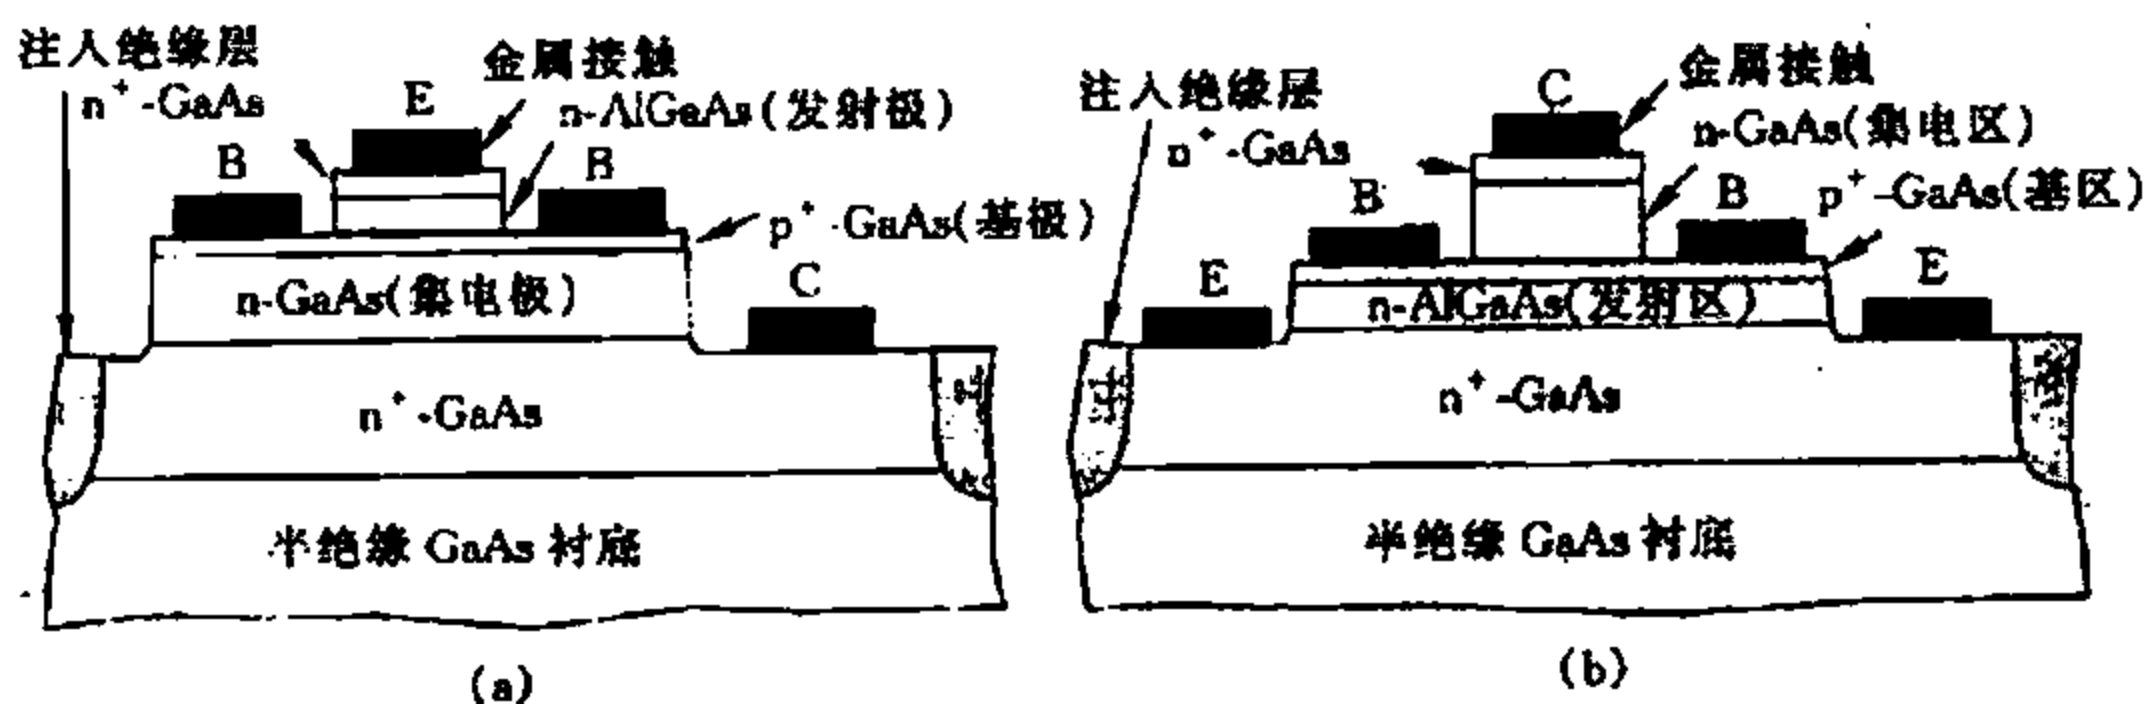 注入绝缘层
n⁺-GaAs
E
金属接触
n-AlGaAs(发射极)
B
B
p⁺-GaAs(基极)
n-GaAs(集电极)
C
n⁺-GaAs
半绝缘 GaAs 衬底
(a)
注入绝缘层
n⁺-GaAs
C
金属接触
n-GaAs(集电区)
B
B
p⁺-GaAs(基区)
E
E
n-AlGaAs(发射区)
n⁺-GaAs
半绝缘 GaAs 衬底
(b)